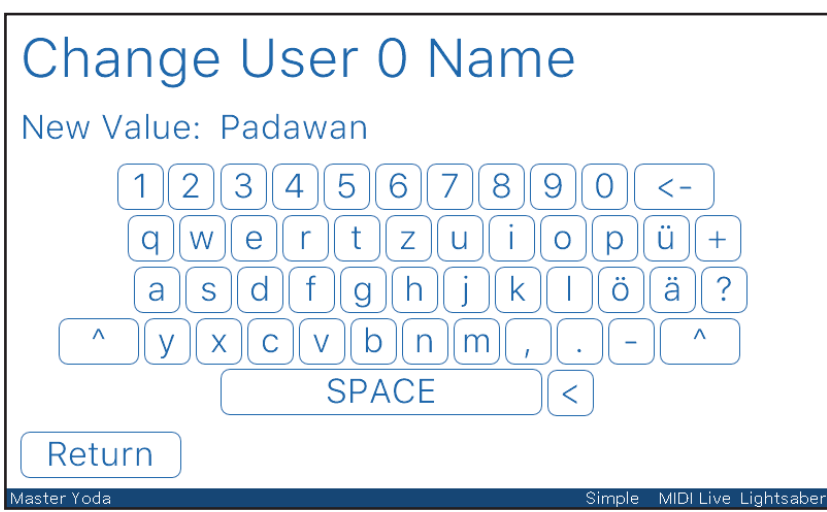 Change User 0 Name
New Value: Padawan
1 2 3 4 5 6 7 8 9 0 <-
q w e r t z u i o p ü +
a s d f g h j k l ö ä ?
^ y x c v b n m , . - ^
SPACE <
Return
Master Yoda Simple MIDI Live Lightsaber